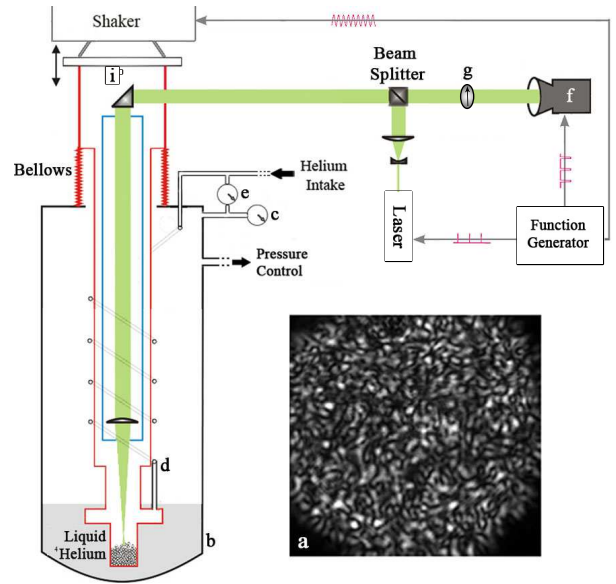 Shaker
i
Beam
Splitter
g
f
Bellows
Helium
Intake
e
c
Laser
Function
Generator
Pressure
Control
d
Liquid
⁴Helium
b
a